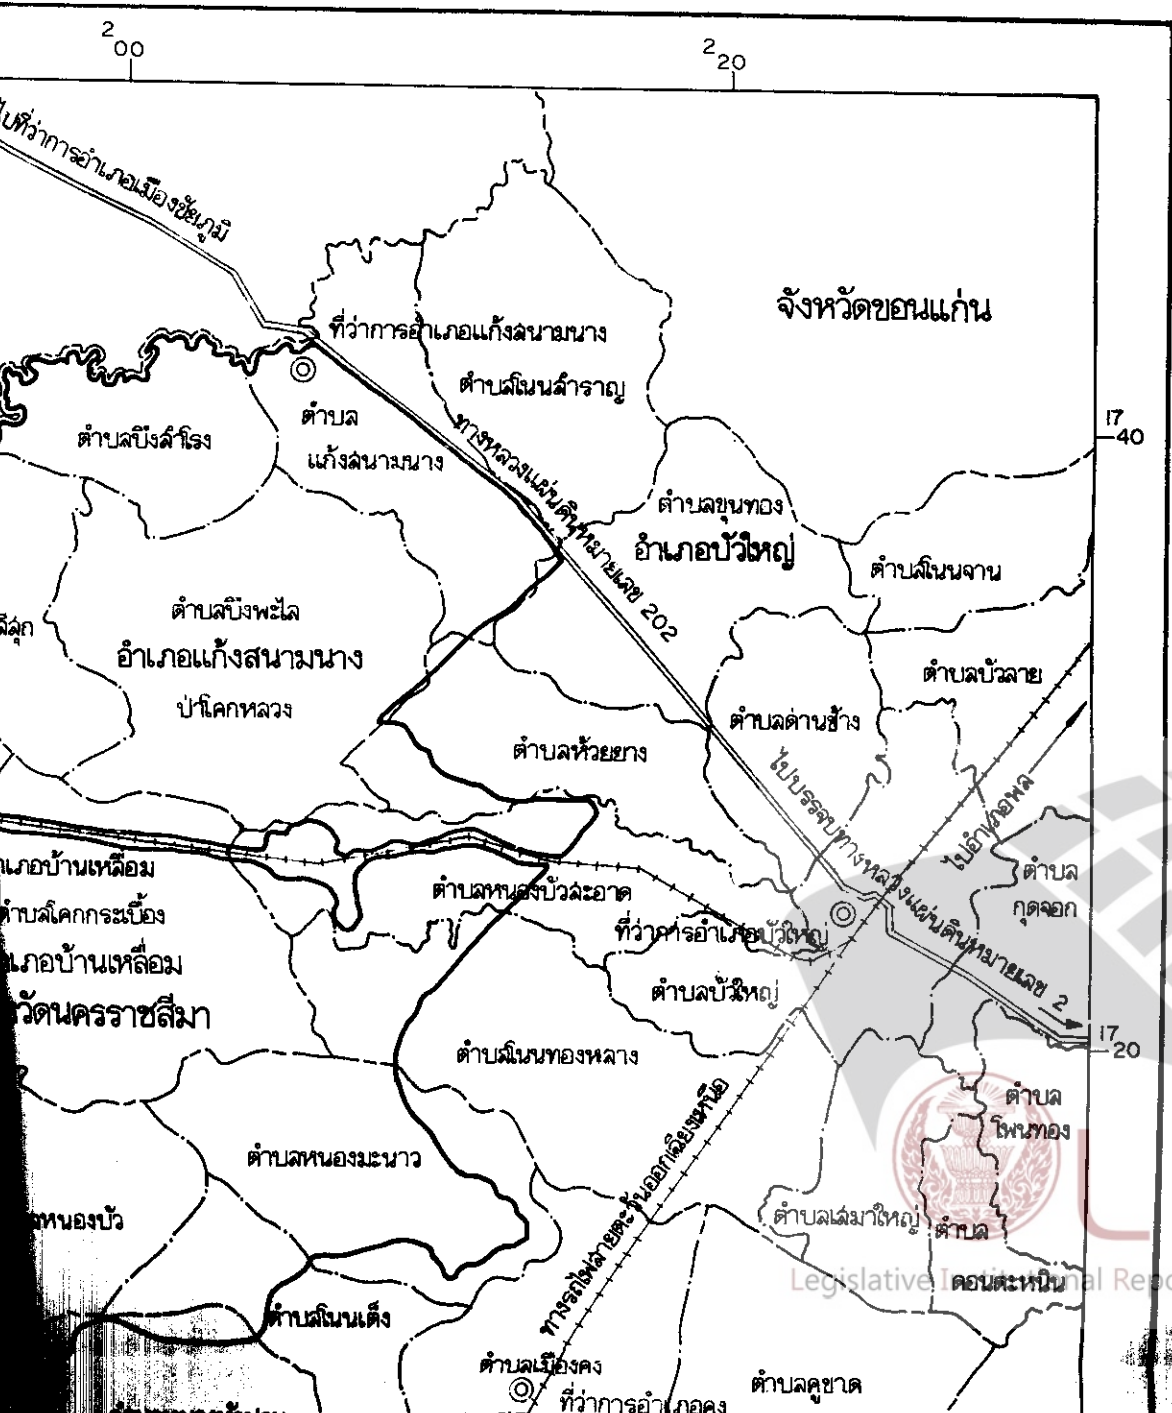 200
220
ไปที่ว่าการอำเภอเมืองชัยภูมิ
จังหวัดขอนแก่น
ที่ว่าการอำเภอแก้งสนามนาง
ตำบลโนนสำราญ
ตำบล
แก้งสนามนาง
ตำบลบึงสำโรง
ทางหลวงแผ่นดินหมายเลข 202
17
40
ตำบลขุนทอง
อำเภอบัวใหญ่
ตำบลโนนจาน
ตำบลบึงพะไล
อำเภอแก้งสนามนาง
ป่าโคกหลวง
สีสุก
ตำบลบัวลาย
ตำบลด่านช้าง
ตำบลห้วยยาง
ไปบรรจบทางหลวงแผ่นดินหมายเลข 2
ไปอำเภอพล
อำเภอบ้านเหลื่อม
ตำบลโคกกระเบื้อง
อำเภอบ้านเหลื่อม
จังหวัดนครราชสีมา
ตำบลหนองบัวสะอาด
ตำบล
กุดจอก
ที่ว่าการอำเภอบัวใหญ่
ตำบลบัวใหญ่
17
20
ตำบลโนนทองหลาง
ตำบล
โพนทอง
ทางรถไฟสายตะวันออกเฉียงเหนือ
ตำบลหนองมะนาว
หนองบัว
ตำบลเสมาใหญ่
ตำบล
ดอนตะหนิน
Legislative Institutional Repo
ตำบลโนนเต็ง
ตำบลเมืองคง
ที่ว่าการอำเภอคง
ตำบลคูขาด